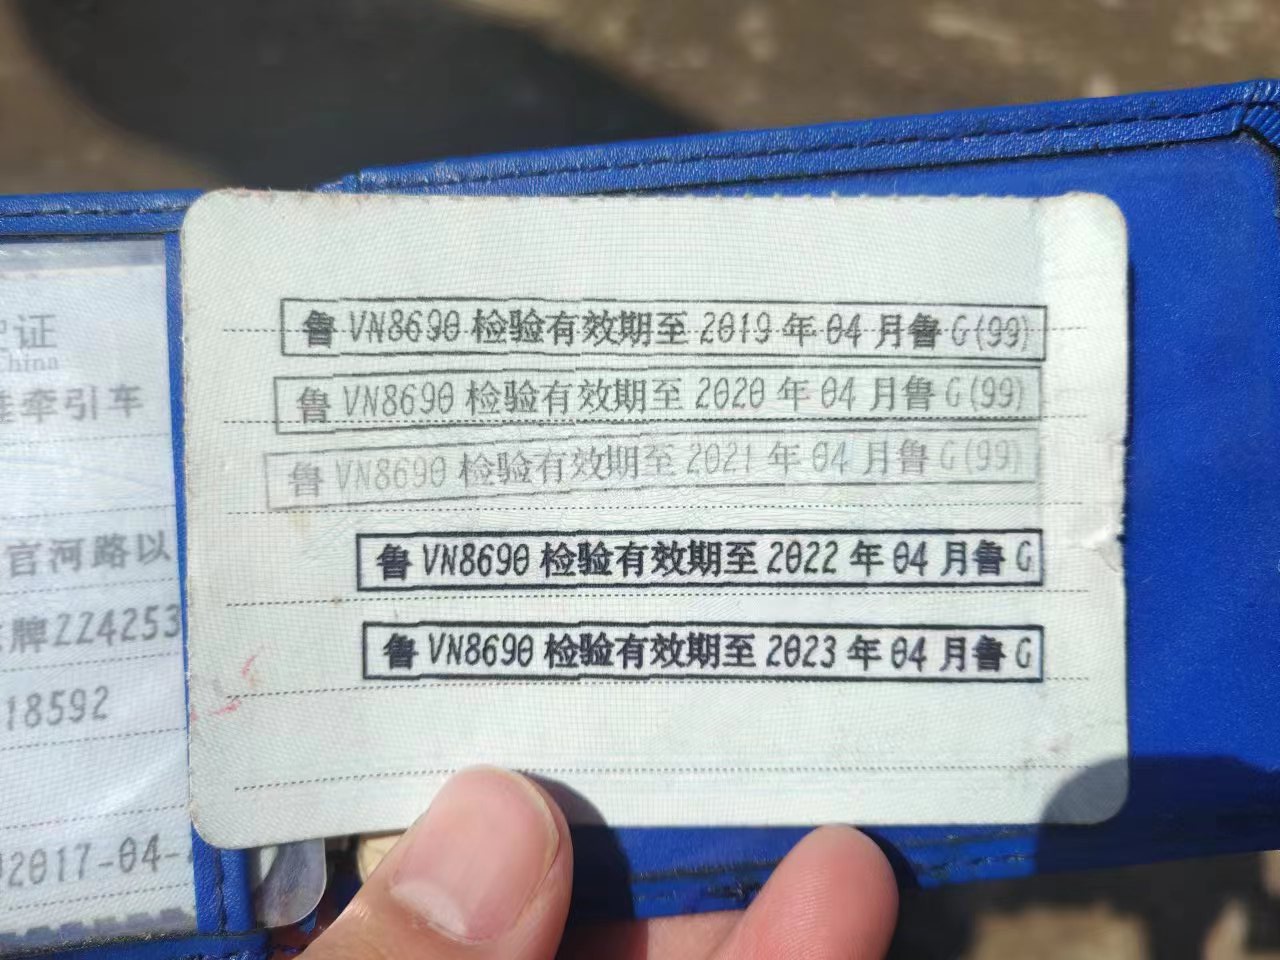 证
China
牵引车
官河路以
牌ZZ4253
18592
2017-04-
鲁VN8690检验有效期至2019年04月鲁G(99)
鲁VN8690检验有效期至2020年04月鲁G(99)
鲁VN8690检验有效期至2021年04月鲁G(99)
鲁VN8690检验有效期至2022年04月鲁G
鲁VN8690检验有效期至2023年04月鲁G